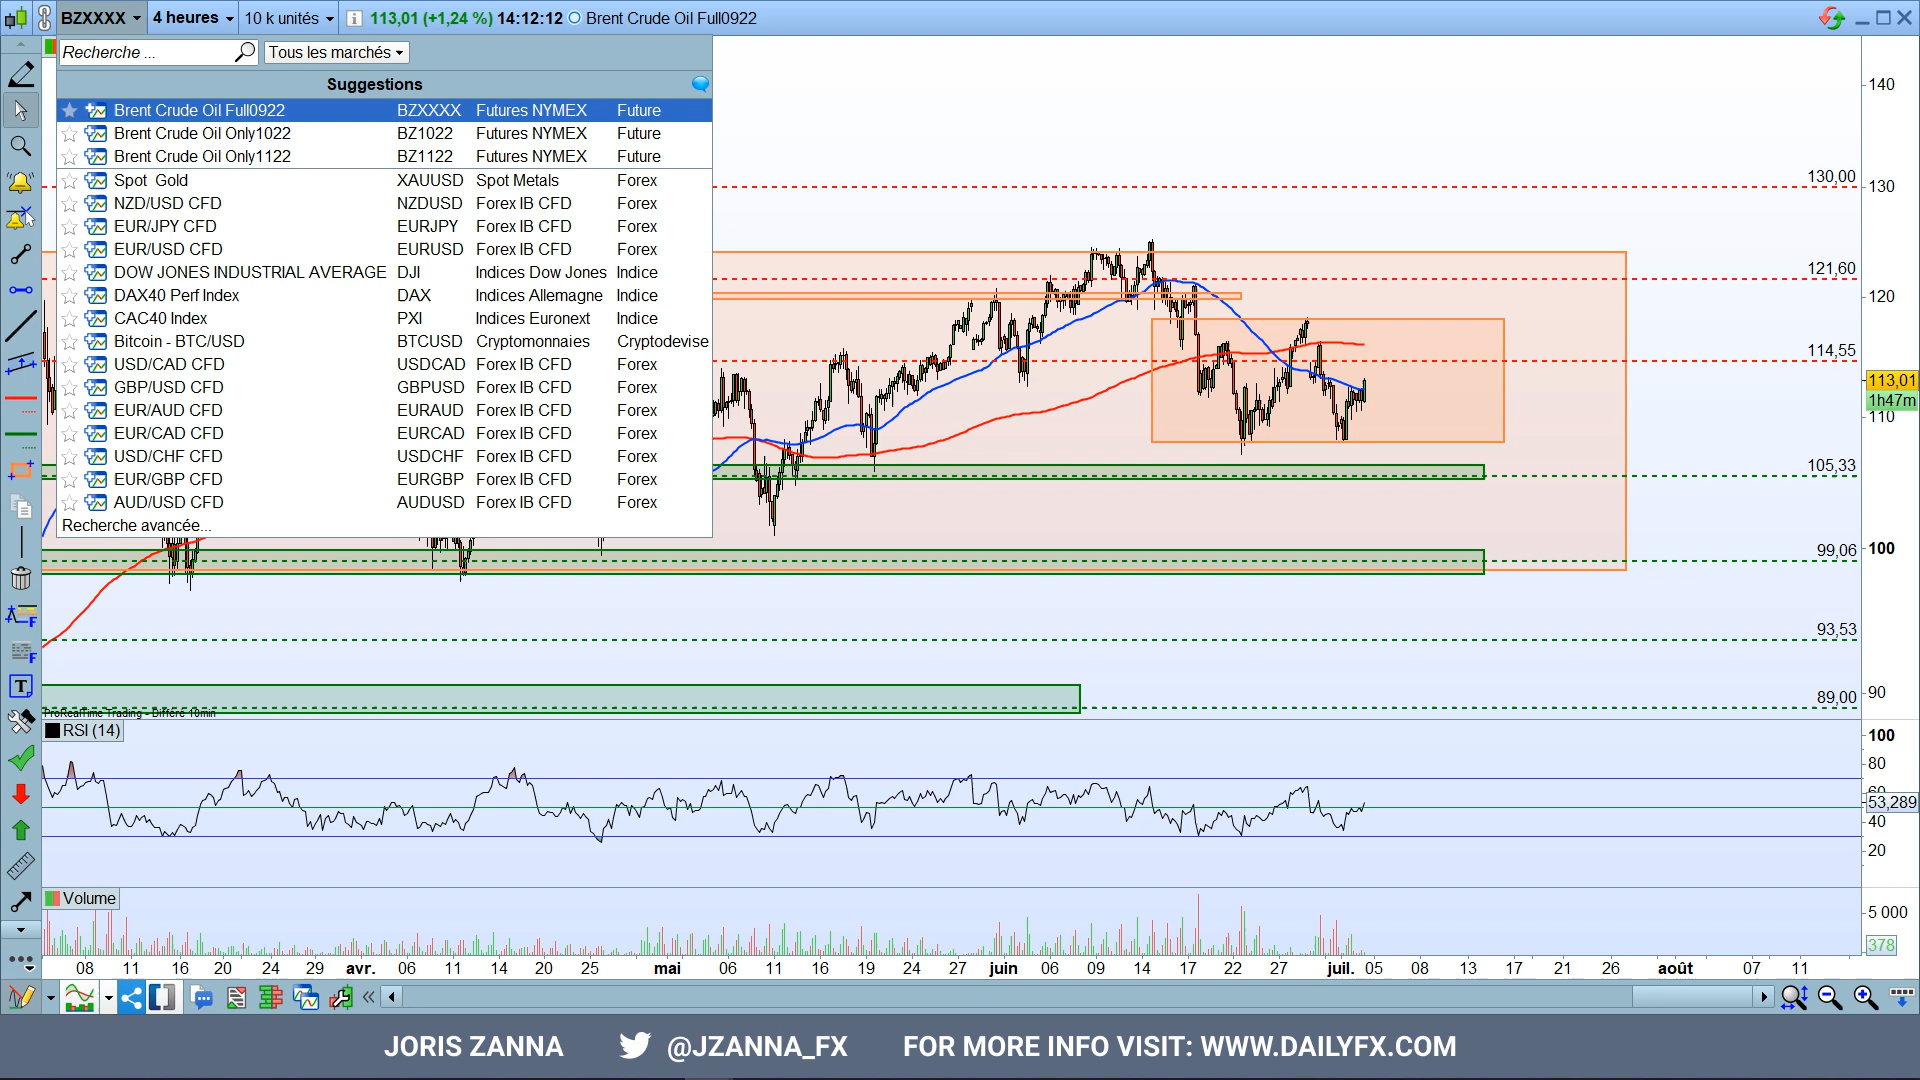 BZXXXX 4 heures 10 k unités 113,01 (+1,24 %) 14:12:12 Brent Crude Oil Full0922
Recherche ... Tous les marchés
Suggestions
Brent Crude Oil Full0922 BZXXXX Futures NYMEX Future
Brent Crude Oil Only1022 BZ1022 Futures NYMEX Future
Brent Crude Oil Only1122 BZ1122 Futures NYMEX Future
Spot Gold XAUUSD Spot Metals Forex
NZD/USD CFD NZDUSD Forex IB CFD Forex
EUR/JPY CFD EURJPY Forex IB CFD Forex
EUR/USD CFD EURUSD Forex IB CFD Forex
DOW JONES INDUSTRIAL AVERAGE DJI Indices Dow Jones Indice
DAX40 Perf Index DAX Indices Allemagne Indice
CAC40 Index PXI Indices Euronext Indice
Bitcoin - BTC/USD BTCUSD Cryptomonnaies Cryptodevise
USD/CAD CFD USDCAD Forex IB CFD Forex
GBP/USD CFD GBPUSD Forex IB CFD Forex
EUR/AUD CFD EURAUD Forex IB CFD Forex
EUR/CAD CFD EURCAD Forex IB CFD Forex
USD/CHF CFD USDCHF Forex IB CFD Forex
EUR/GBP CFD EURGBP Forex IB CFD Forex
AUD/USD CFD AUDUSD Forex IB CFD Forex
Recherche avancée...
140
130,00
130
121,60
120
114,55
113,01
1h47m
110
105,33
99,06
100
93,53
90
89,00
ProRealTime Trading - Différé 10min
RSI (14)
100
80
60
53,289
40
20
Volume
5 000
378
08 11 16 20 24 29 avr. 06 11 14 20 25 mai 06 11 16 19 24 27 juin 06 09 14 17 22 27 juil. 05 08 13 17 21 26 août 07 11
JORIS ZANNA @JZANNA_FX FOR MORE INFO VISIT: WWW.DAILYFX.COM